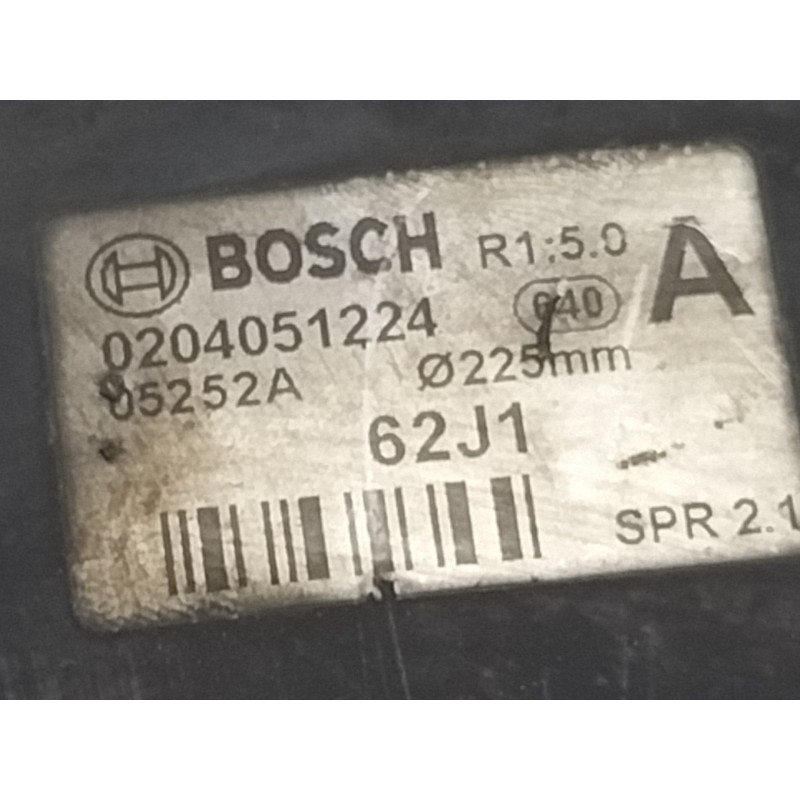 BOSCH R1:5.0 A
0204051224 640
05252A Ø225mm
62J1
SPR 2.1